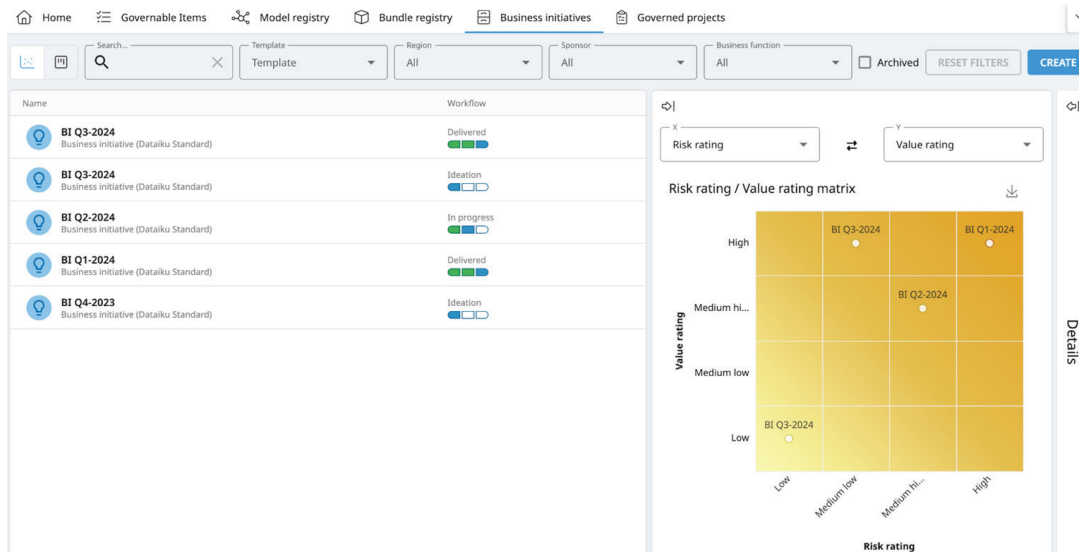 Home
Governable Items
Model registry
Bundle registry
Business initiatives
Governed projects
Search...
Template
Template
Region
All
Sponsor
All
Business function
All
Archived
RESET FILTERS
CREATE
Name
Workflow
BI Q3-2024
Business initiative (Dataiku Standard)
Delivered
BI Q3-2024
Business initiative (Dataiku Standard)
Ideation
BI Q2-2024
Business initiative (Dataiku Standard)
In progress
BI Q1-2024
Business initiative (Dataiku Standard)
Delivered
BI Q4-2023
Business initiative (Dataiku Standard)
Ideation
X
Risk rating
Y
Value rating
Risk rating / Value rating matrix
Value rating
High
Medium hi...
Medium low
Low
BI Q3-2024
BI Q1-2024
BI Q2-2024
BI Q3-2024
Low
Medium low
Medium hi...
High
Risk rating
Details